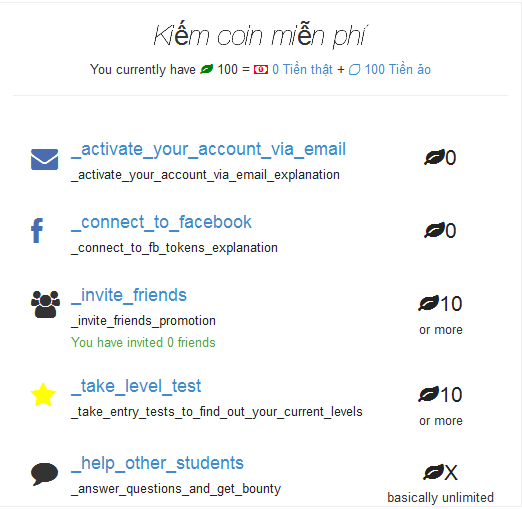 Kiếm coin miễn phí
You currently have 100 = 0 Tiền thật + 100 Tiền ảo
_activate_your_account_via_email
0
_activate_your_account_via_email_explanation
_connect_to_facebook
0
_connect_to_fb_tokens_explanation
_invite_friends
10
_invite_friends_promotion
or more
You have invited 0 friends
_take_level_test
10
_take_entry_tests_to_find_out_your_current_levels
or more
_help_other_students
X
_answer_questions_and_get_bounty
basically unlimited